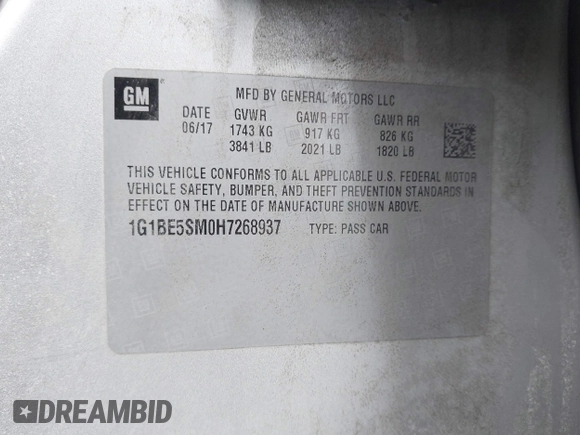 GM
MFD BY GENERAL MOTORS LLC
DATE GVWR GAWR FRT GAWR RR
06/17 1743 KG 917 KG 826 KG
3841 LB 2021 LB 1820 LB
THIS VEHICLE CONFORMS TO ALL APPLICABLE U.S. FEDERAL MOTOR
VEHICLE SAFETY, BUMPER, AND THEFT PREVENTION STANDARDS IN
EFFECT ON THE DATE OF MANUFACTURE SHOWN ABOVE.
1G1BE5SM0H7268937 TYPE: PASS CAR
DREAMBID